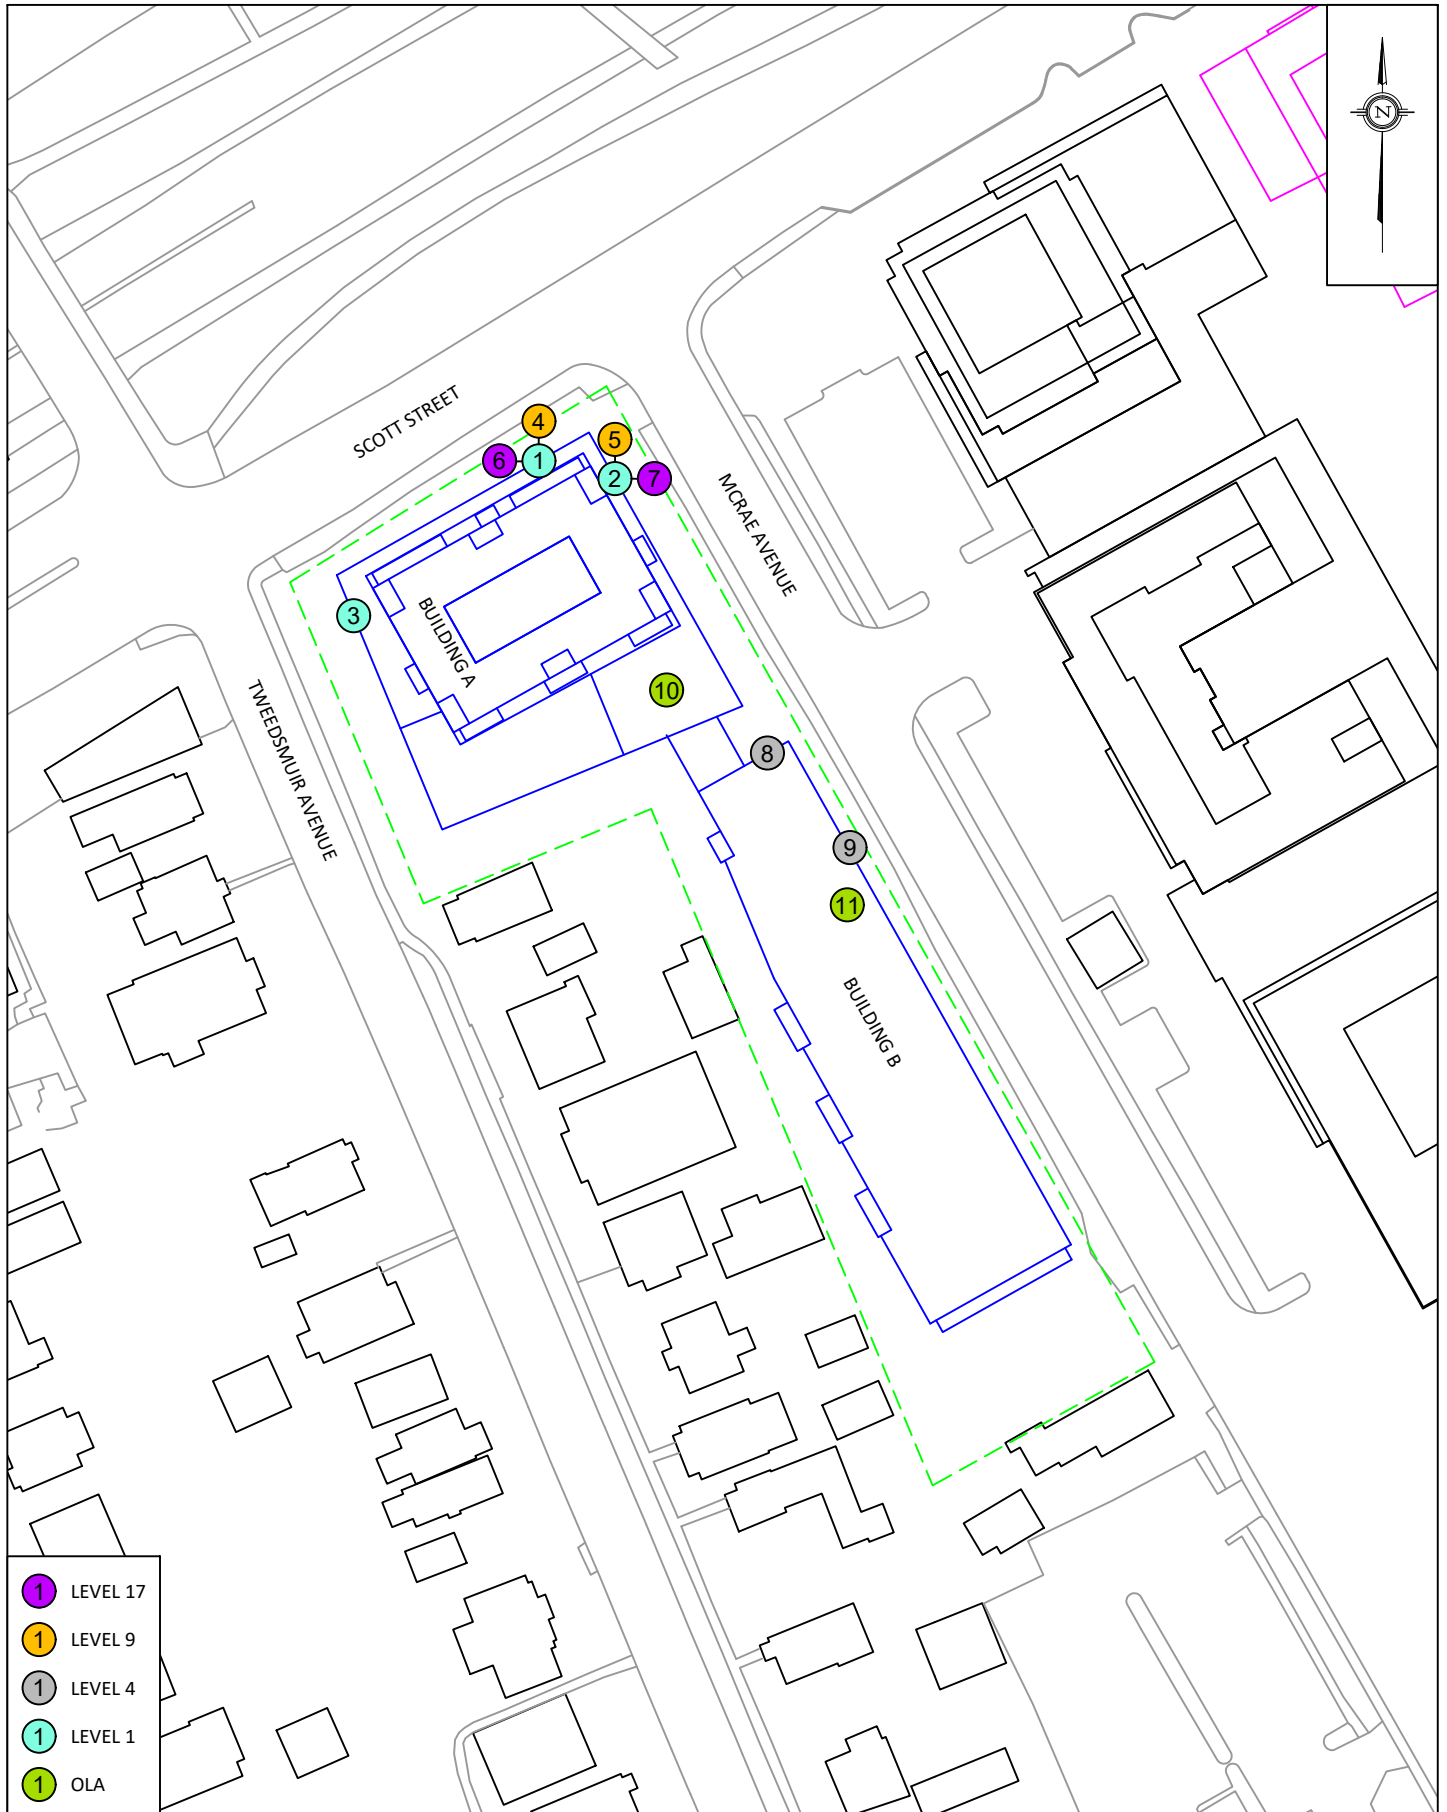 N
SCOTT STREET
4
5
6
1
2
7
MCRAE AVENUE
3
BUILDING A
10
TWEEDSMUIR AVENUE
8
9
11
BUILDING B
1 LEVEL 17
1 LEVEL 9
1 LEVEL 4
1 LEVEL 1
1 OLA